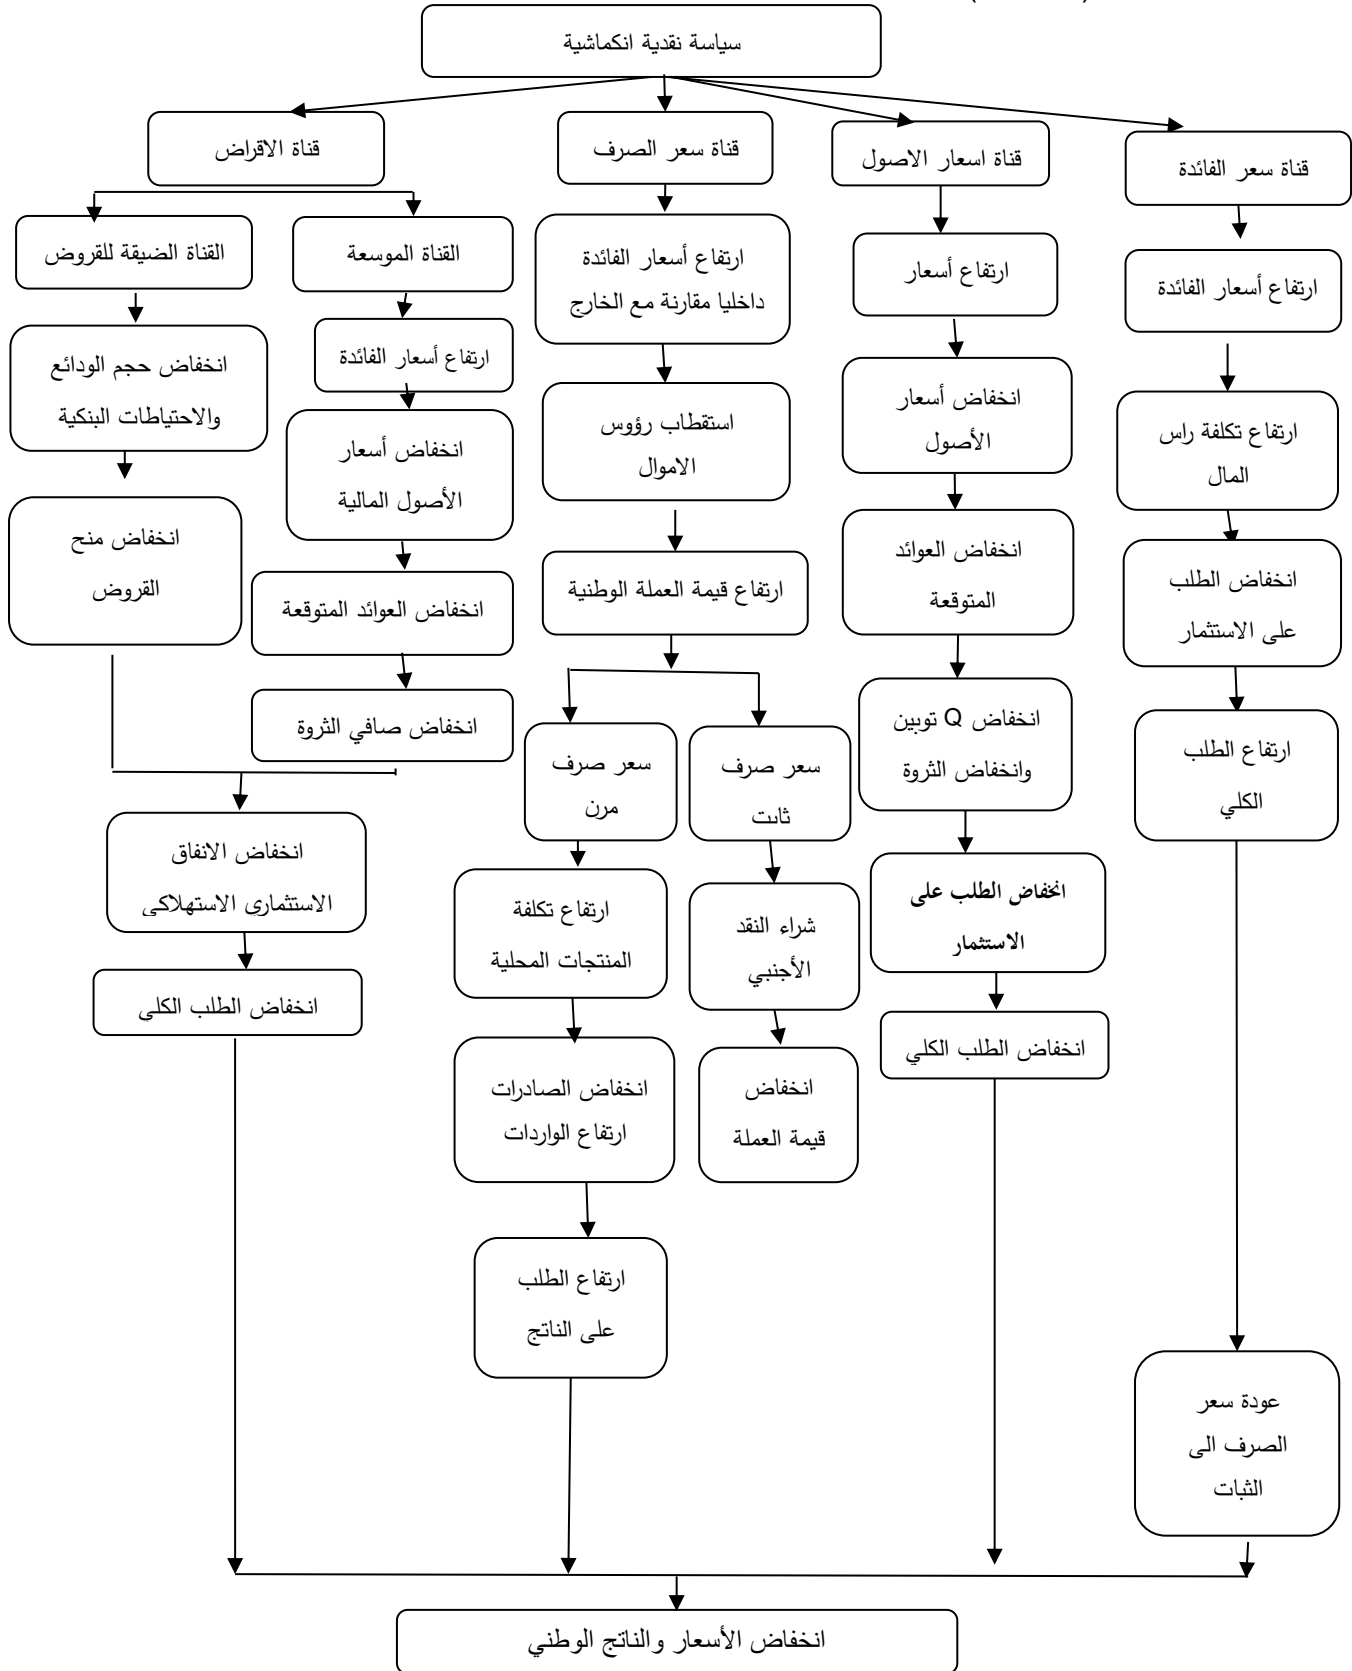 سياسة نقدية انكماشية
قناة سعر الفائدة
ارتفاع أسعار الفائدة
ارتفاع تكلفة راس
المال
انخفاض الطلب
على الاستثمار
ارتفاع الطلب
الكلي
عودة سعر
الصرف الى
الثبات
قناة اسعار الاصول
ارتفاع أسعار
انخفاض أسعار
الأصول
انخفاض العوائد
المتوقعة
انخفاض Q توبين
وانخفاض الثروة
انخفاض الطلب على
الاستثمار
انخفاض الطلب الكلي
قناة سعر الصرف
ارتفاع أسعار الفائدة
داخليا مقارنة مع الخارج
استقطاب رؤوس
الاموال
ارتفاع قيمة العملة الوطنية
سعر صرف
ثابت
شراء النقد
الأجنبي
انخفاض
قيمة العملة
سعر صرف
مرن
ارتفاع تكلفة
المنتجات المحلية
انخفاض الصادرات
ارتفاع الواردات
ارتفاع الطلب
على الناتج
قناة الاقراض
القناة الموسعة
ارتفاع أسعار الفائدة
انخفاض أسعار
الأصول المالية
انخفاض العوائد المتوقعة
انخفاض صافي الثروة
القناة الضيقة للقروض
انخفاض حجم الودائع
والاحتياطات البنكية
انخفاض منح
القروض
انخفاض الانفاق
الاستثماري الاستهلاكي
انخفاض الطلب الكلي
انخفاض الأسعار والناتج الوطني